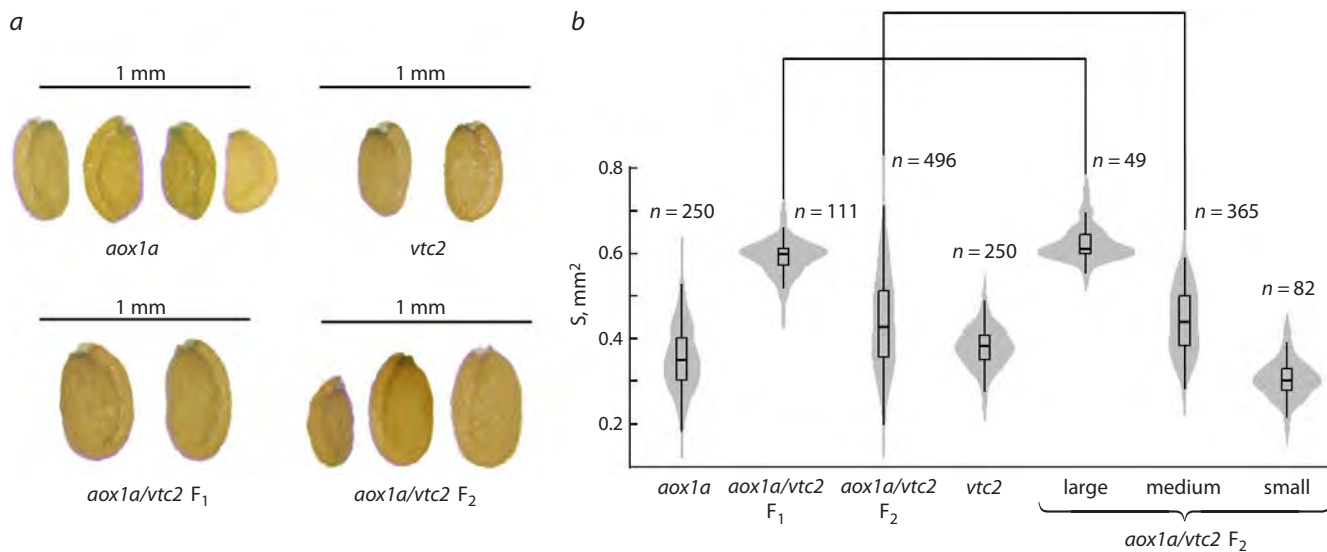 a
1 mm
1 mm
aox1a
vtc2
1 mm
1 mm
aox1a/vtc2 F₁
aox1a/vtc2 F₂
b
S, mm²
0.8
0.6
0.4
0.2
n = 250
n = 111
n = 496
n = 250
n = 49
n = 365
n = 82
aox1a
aox1a/vtc2
F₁
aox1a/vtc2
F₂
vtc2
large
medium
small
aox1a/vtc2 F₂